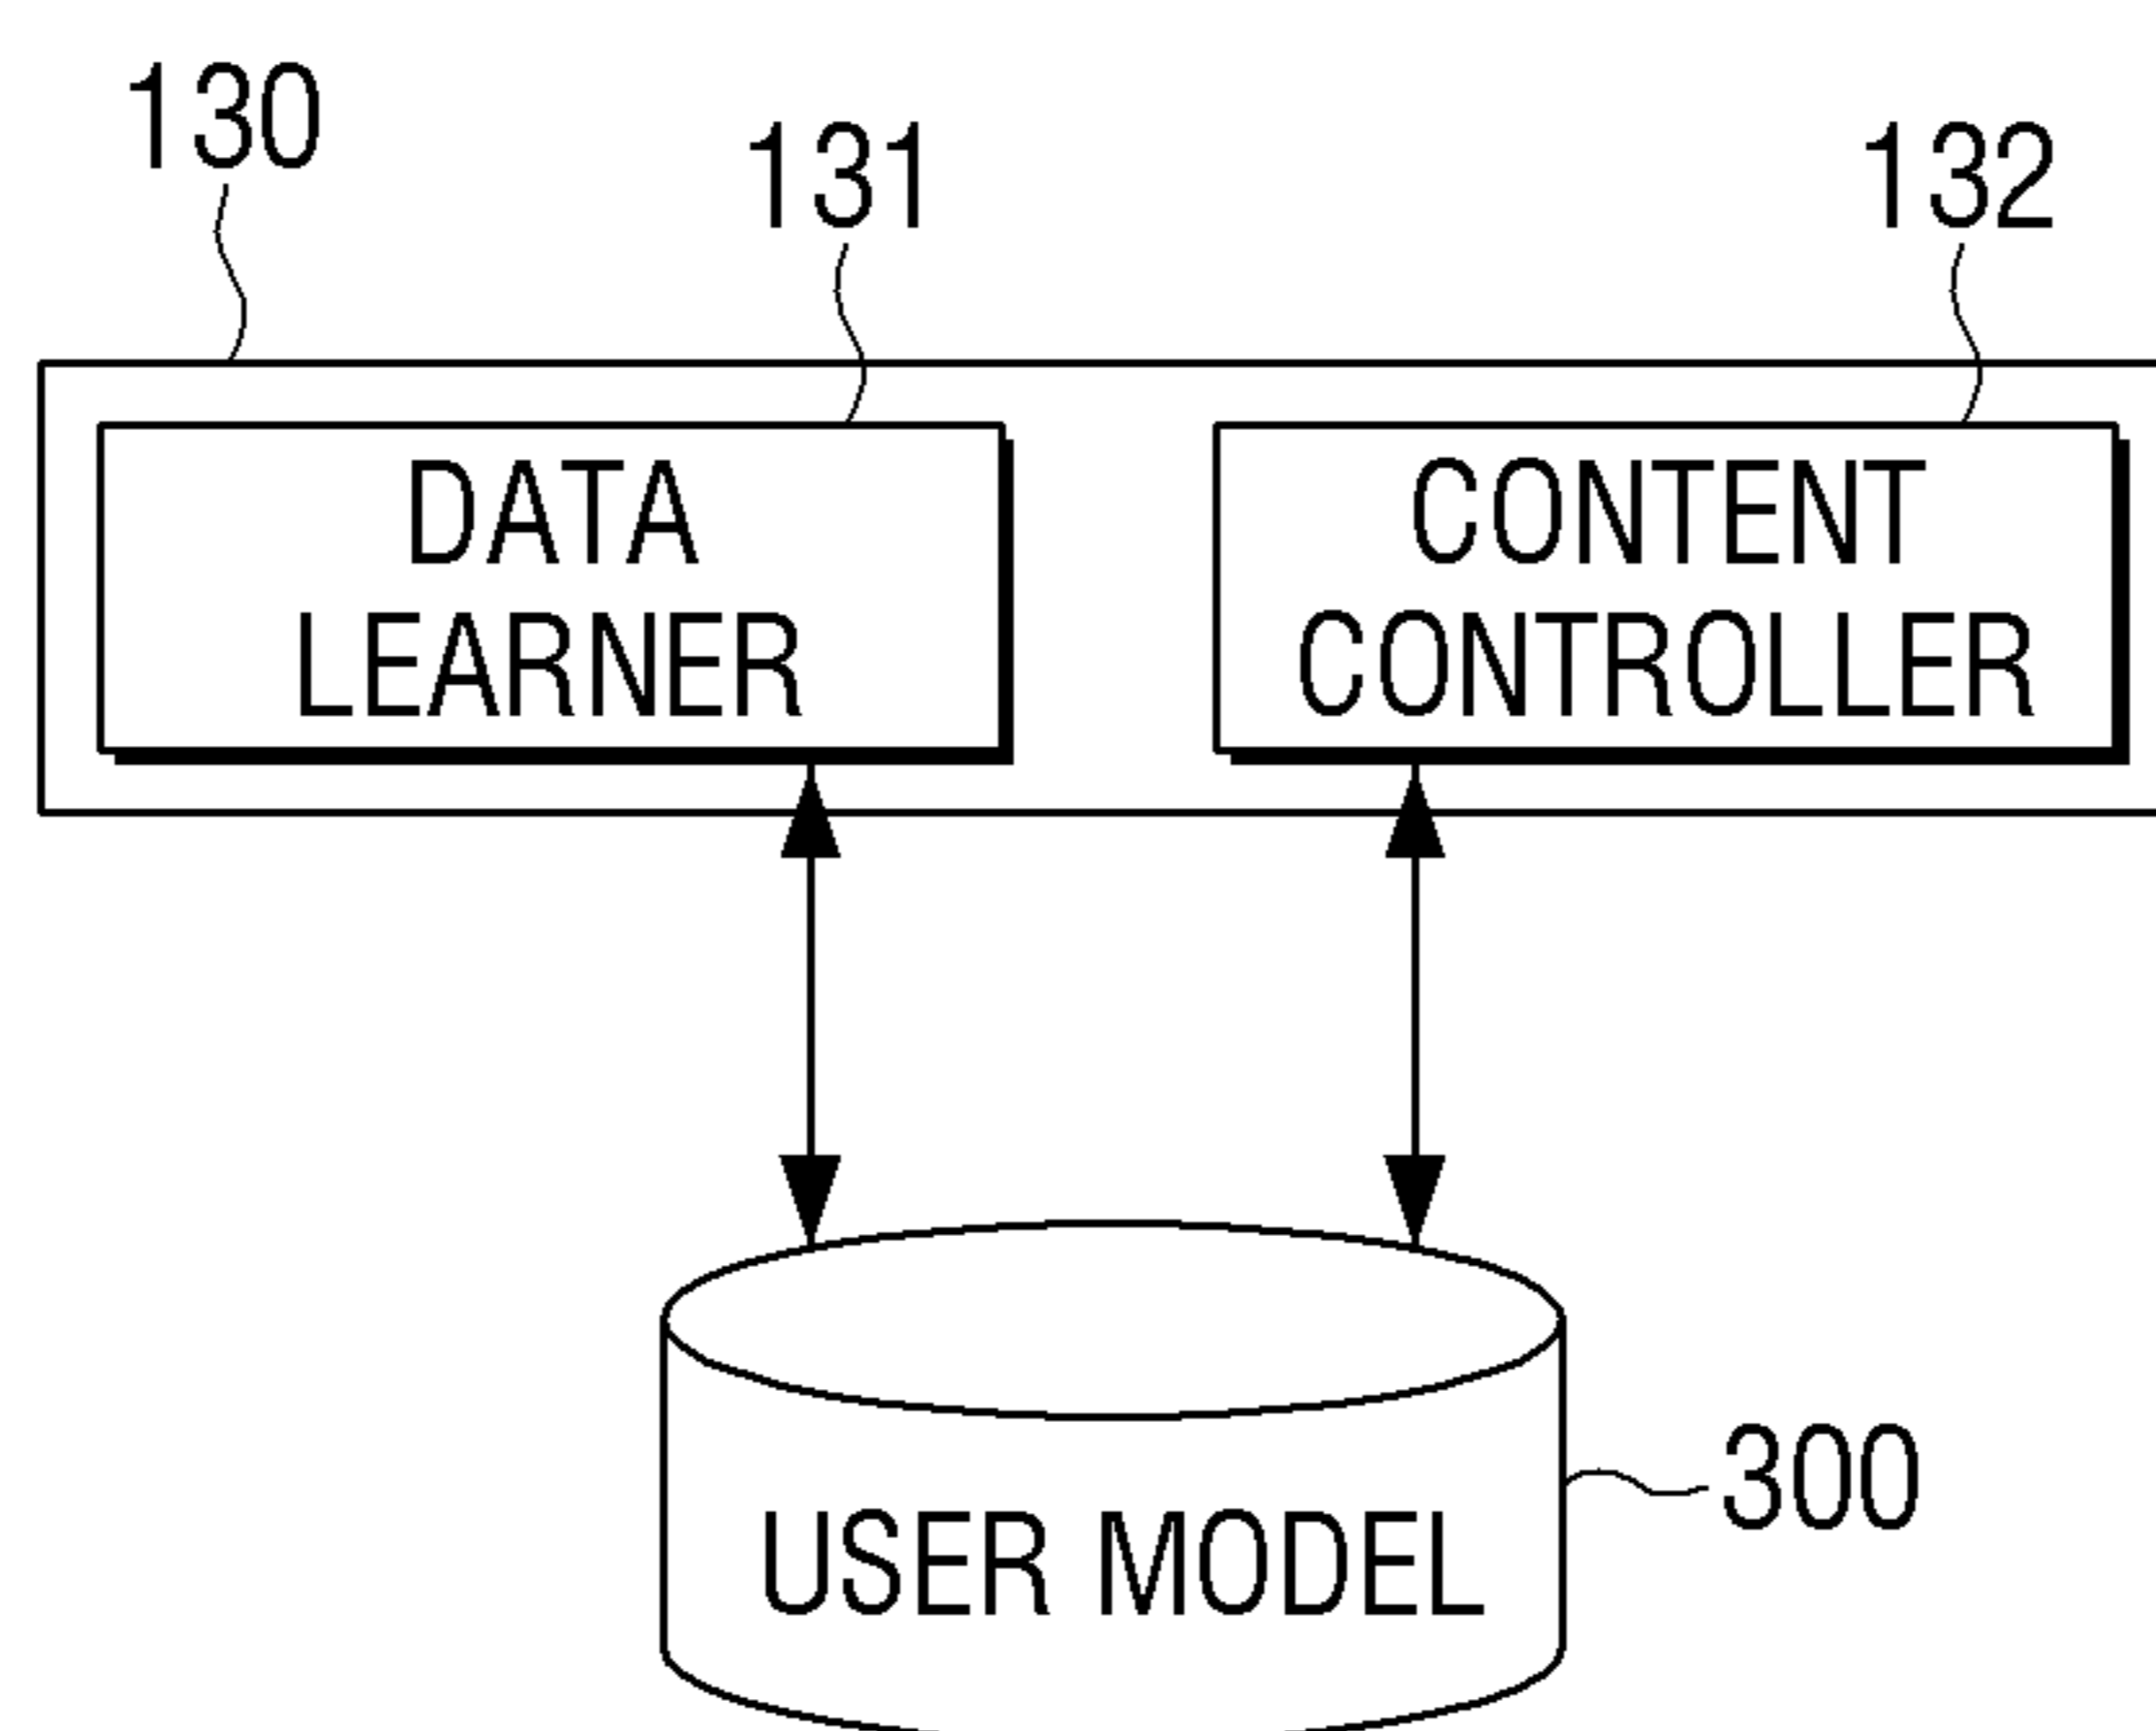 130
131
132
DATA
LEARNER
CONTENT
CONTROLLER
300
USER MODEL